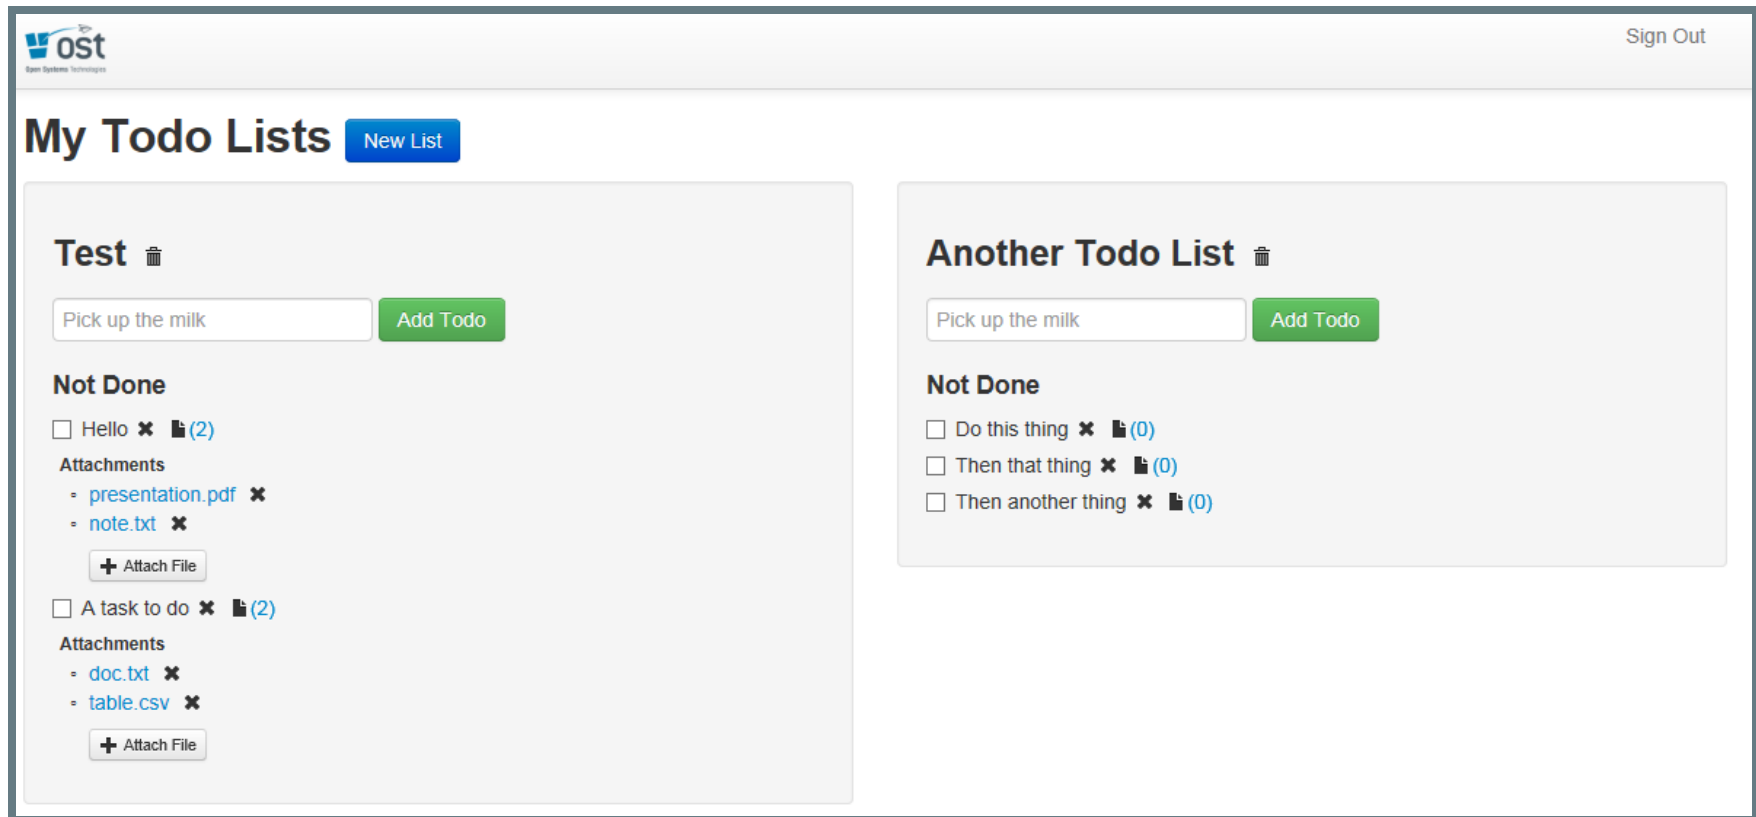 ost
Open Systems Technologies
Sign Out
My Todo Lists New List
Test
Pick up the milk Add Todo
Not Done
Hello (2)
Attachments
presentation.pdf
note.txt
Attach File
A task to do (2)
Attachments
doc.txt
table.csv
Attach File
Another Todo List
Pick up the milk Add Todo
Not Done
Do this thing (0)
Then that thing (0)
Then another thing (0)